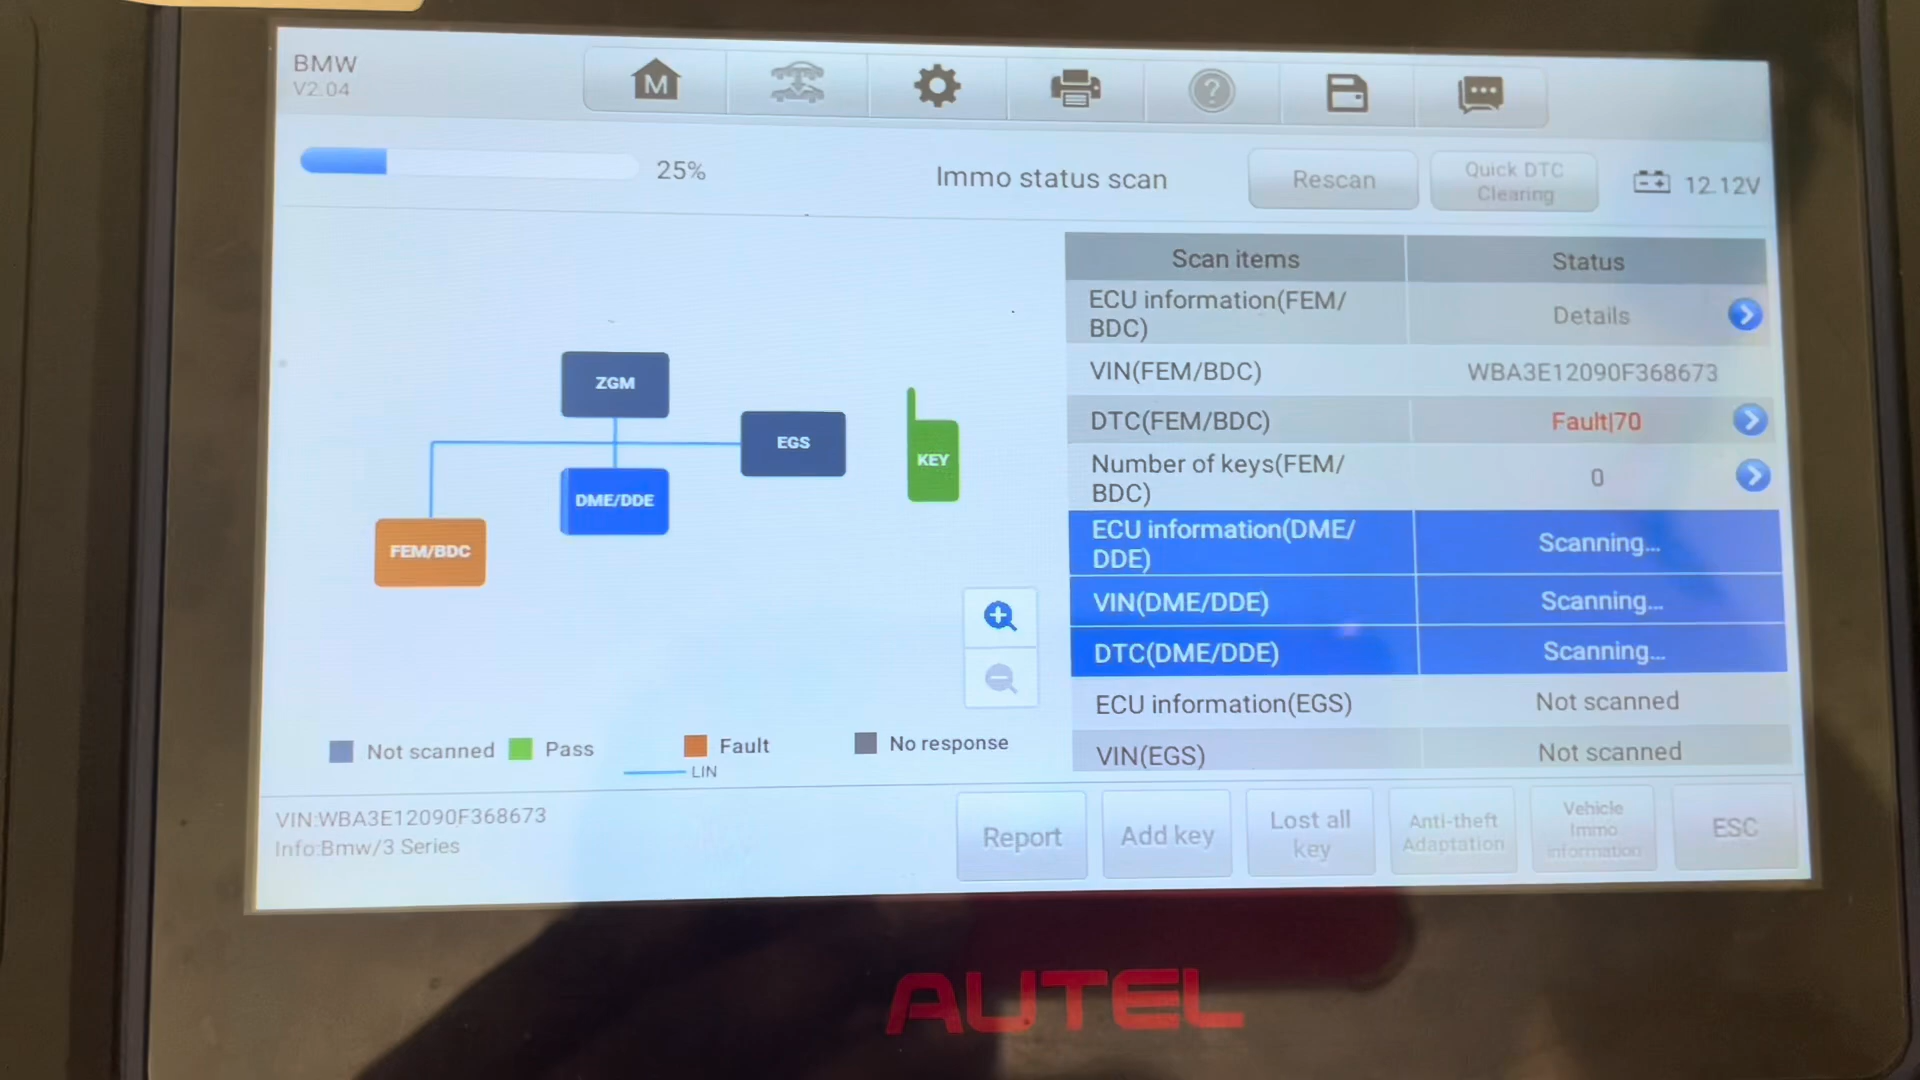 BMW
V2.04
M
25%
Immo status scan
Rescan
Quick DTC
Clearing
12.12V
Scan items
Status
ECU information(FEM/
BDC)
Details
VIN(FEM/BDC)
WBA3E12090F368673
DTC(FEM/BDC)
Fault|70
Number of keys(FEM/
BDC)
0
ECU information(DME/
DDE)
Scanning...
VIN(DME/DDE)
Scanning...
DTC(DME/DDE)
Scanning...
ECU information(EGS)
Not scanned
VIN(EGS)
Not scanned
ZGM
EGS
KEY
DME/DDE
FEM/BDC
Not scanned
Pass
Fault
No response
LIN
VIN:WBA3E12090F368673
Info:Bmw/3 Series
Report
Add key
Lost all
key
Anti-theft
Adaptation
Vehicle
Immo
information
ESC
AUTEL